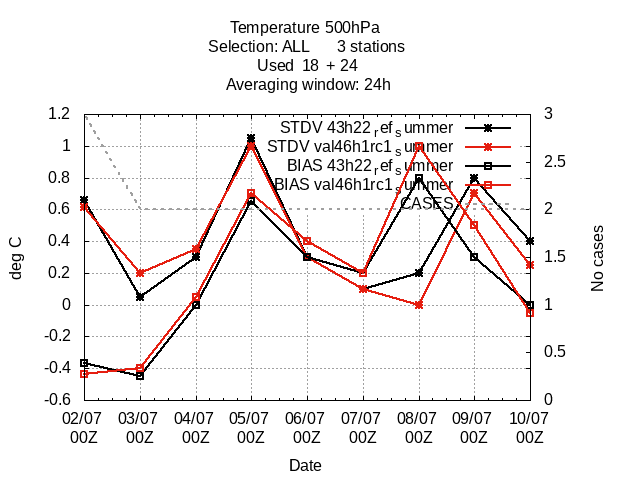 Temperature 500hPa
Selection: ALL 3 stations
Used 18 + 24
Averaging window: 24h
STDV 43h22ref_summer
STDV val46h1rc1_summer
BIAS 43h22ref_summer
BIAS val46h1rc1_summer
CASES
1.2
1
0.8
0.6
0.4
0.2
0
-0.2
-0.4
-0.6
deg C
3
2.5
2
1.5
1
0.5
0
No cases
02/07 03/07 04/07 05/07 06/07 07/07 08/07 09/07 10/07
00Z 00Z 00Z 00Z 00Z 00Z 00Z 00Z 00Z
Date